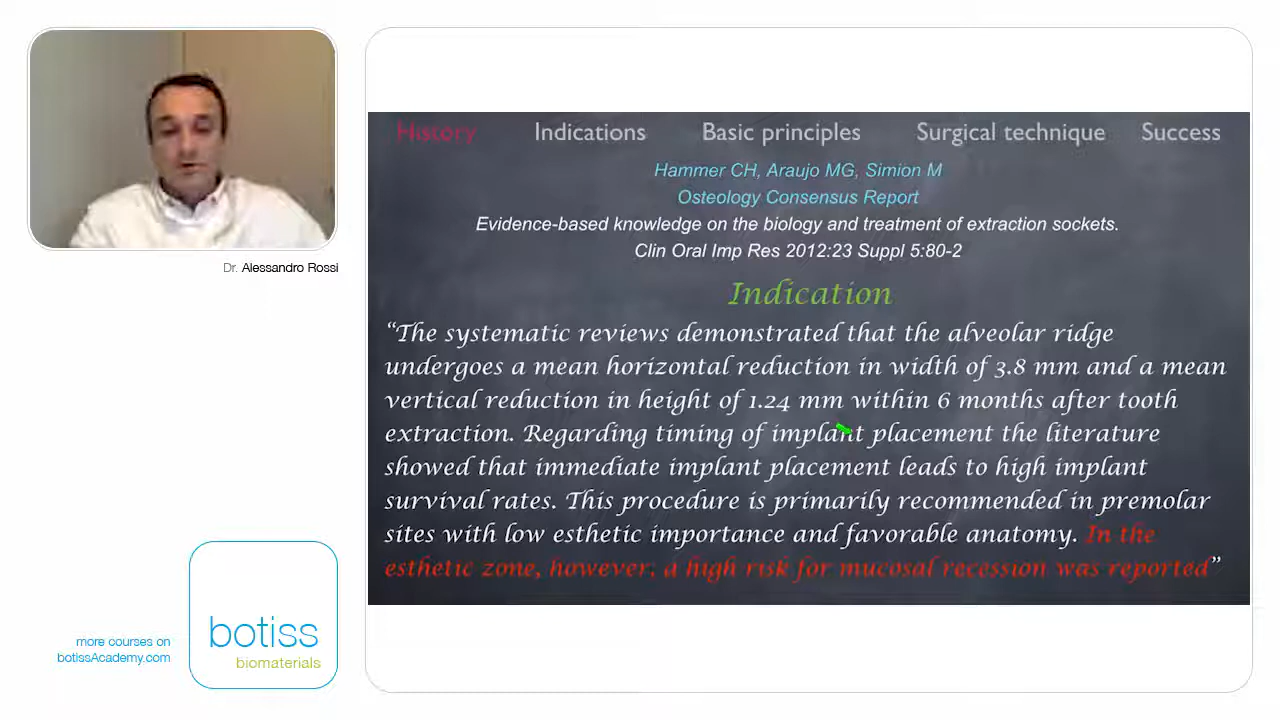 Dr. Alessandro Rossi
more courses on
botissAcademy.com
botiss
biomaterials
History Indications Basic principles Surgical technique Success
Hammer CH, Araujo MG, Simion M
Osteology Consensus Report
Evidence-based knowledge on the biology and treatment of extraction sockets.
Clin Oral Imp Res 2012:23 Suppl 5:80-2
Indication
“The systematic reviews demonstrated that the alveolar ridge
undergoes a mean horizontal reduction in width of 3.8 mm and a mean
vertical reduction in height of 1.24 mm within 6 months after tooth
extraction. Regarding timing of implant placement the literature
showed that immediate implant placement leads to high implant
survival rates. This procedure is primarily recommended in premolar
sites with low esthetic importance and favorable anatomy. In the
esthetic zone, however, a high risk for mucosal recession was reported”